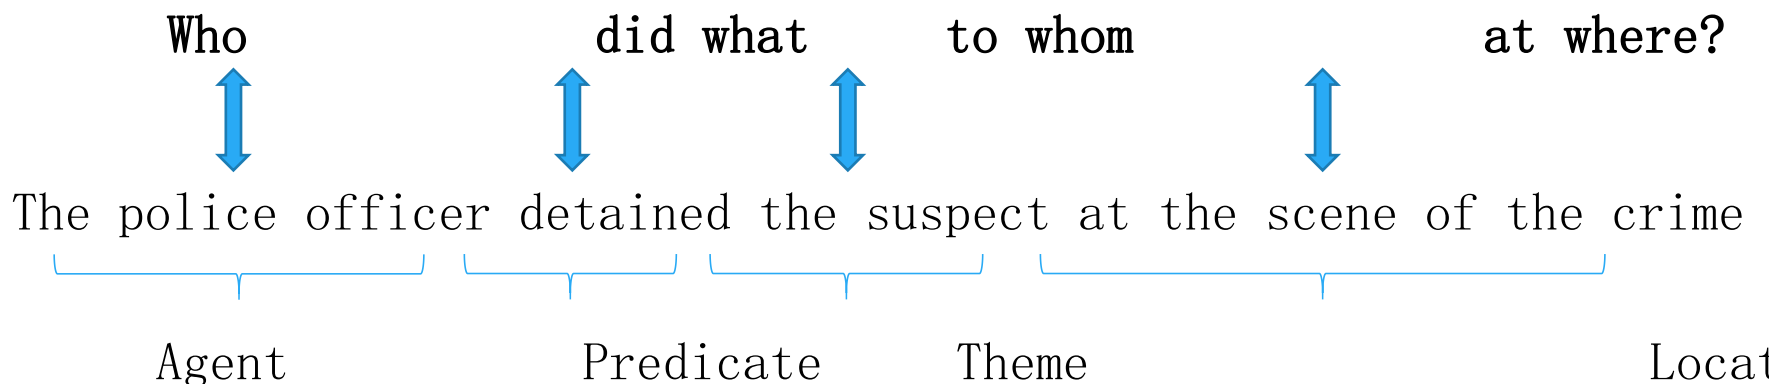 Who did what to whom at where?
The police officer detained the suspect at the scene of the crime
Agent Predicate Theme Locat